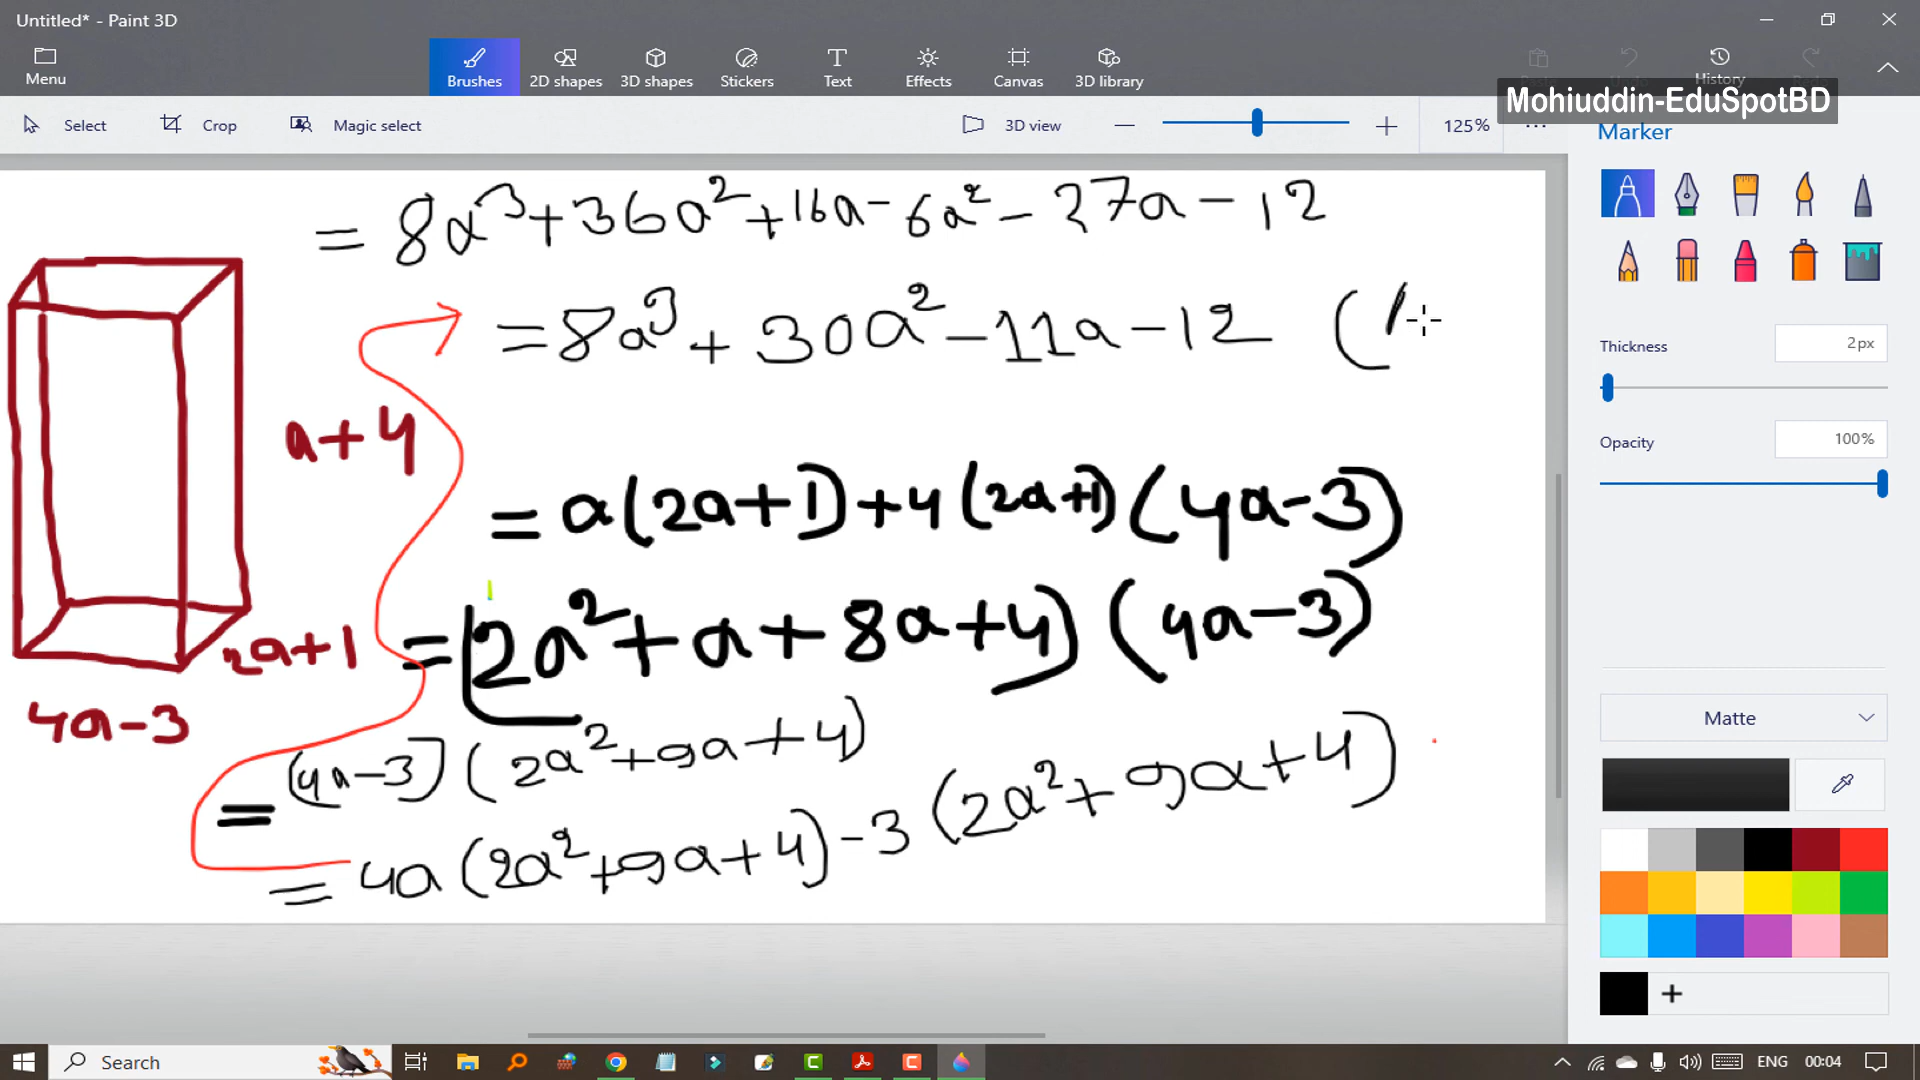 Untitled* - Paint 3D
Menu
Brushes
2D shapes
3D shapes
Stickers
Text
Effects
Canvas
3D library
History
Mohiuddin-EduSpotBD
Select
Crop
Magic select
3D view
125%
Marker
Thickness
2px
Opacity
100%
Matte
= 8a³ + 36a² + 16a - 6a² - 27a - 12
= 8a³ + 30a² - 11a - 12 (
a + 4
= a(2a+1) + 4(2a+1)(4a-3)
= (2a² + a + 8a + 4)(4a-3)
2a+1
4a-3
= (4a-3)(2a²+9a+4)
= 4a(2a²+9a+4) - 3(2a²+9a+4)
Search
ENG
00:04